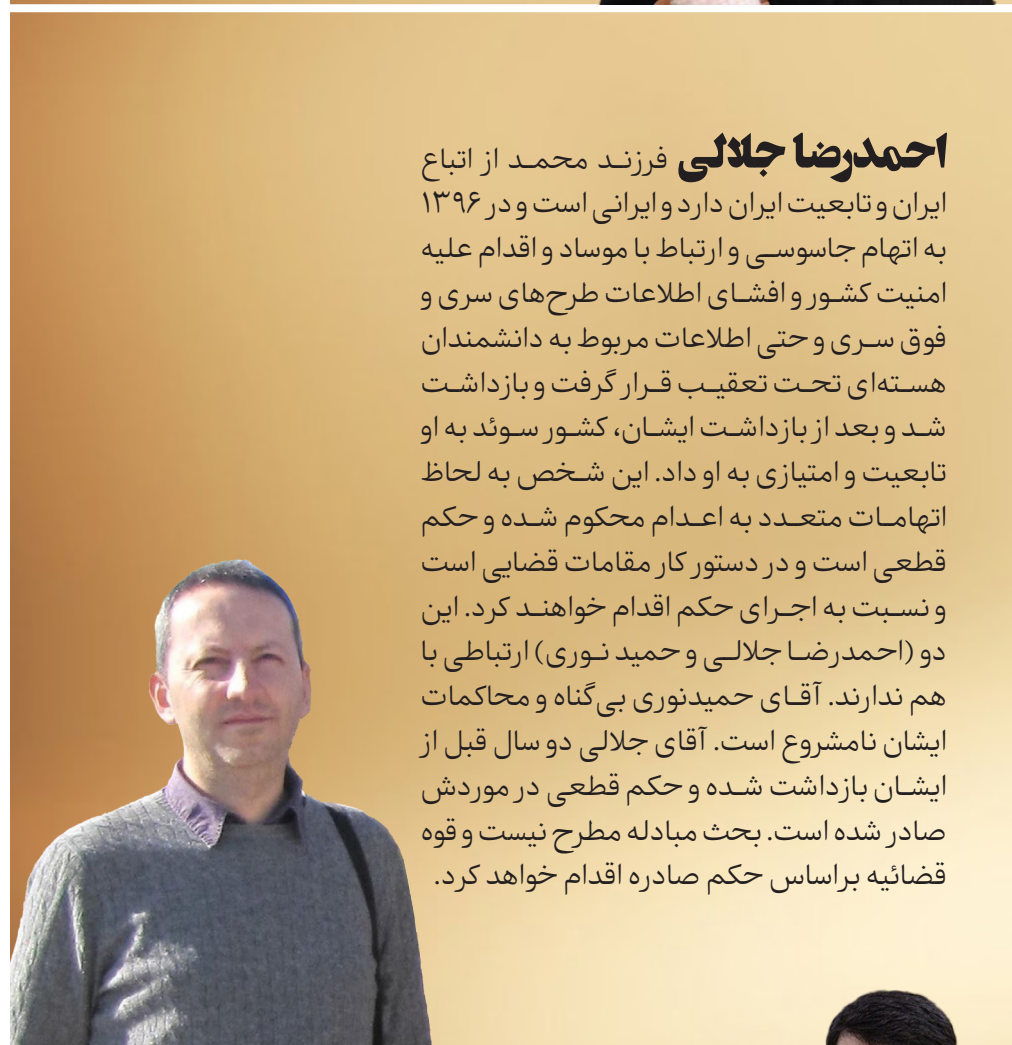 احمدرضا جلالی فرزند محمد از اتباع
ایران و تابعیت ایران دارد و ایرانی است و در ۱۳۹۶
به اتهام جاسوسی و ارتباط با موساد و اقدام علیه
امنیت کشور و افشای اطلاعات طرح‌های سری و
فوق سری و حتی اطلاعات مربوط به دانشمندان
هسته‌ای تحت تعقیب قرار گرفت و بازداشت
شد و بعد از بازداشت ایشان، کشور سوئد به او
تابعیت و امتیازی به او داد. این شخص به لحاظ
اتهامات متعدد به اعدام محکوم شده و حکم
قطعی است و در دستور کار مقامات قضایی است
و نسبت به اجرای حکم اقدام خواهند کرد. این
دو (احمدرضا جلالی و حمید نوری) ارتباطی با
هم ندارند. آقای حمیدنوری بی‌گناه و محاکمات
ایشان نامشروع است. آقای جلالی دو سال قبل از
ایشان بازداشت شده و حکم قطعی در موردش
صادر شده است. بحث مبادله مطرح نیست و قوه
قضائیه براساس حکم صادره اقدام خواهد کرد.